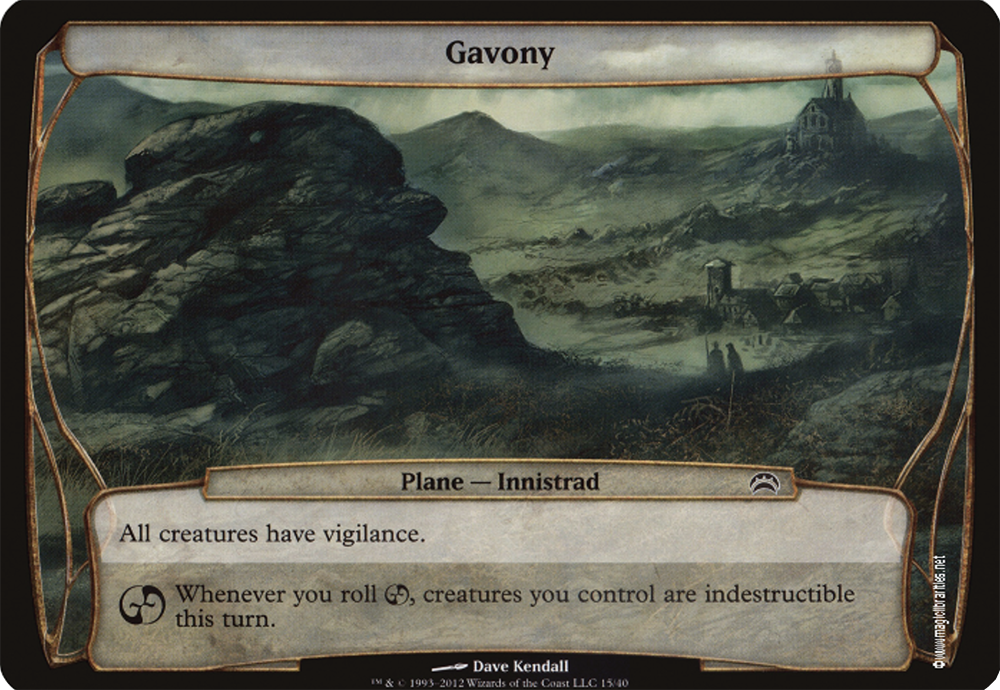 Gavony
Plane — Innistrad
All creatures have vigilance.
Whenever you roll , creatures you control are indestructible
this turn.
Dave Kendall
™ & © 1993–2012 Wizards of the Coast LLC 15/40
© www.magiclibrarities.net